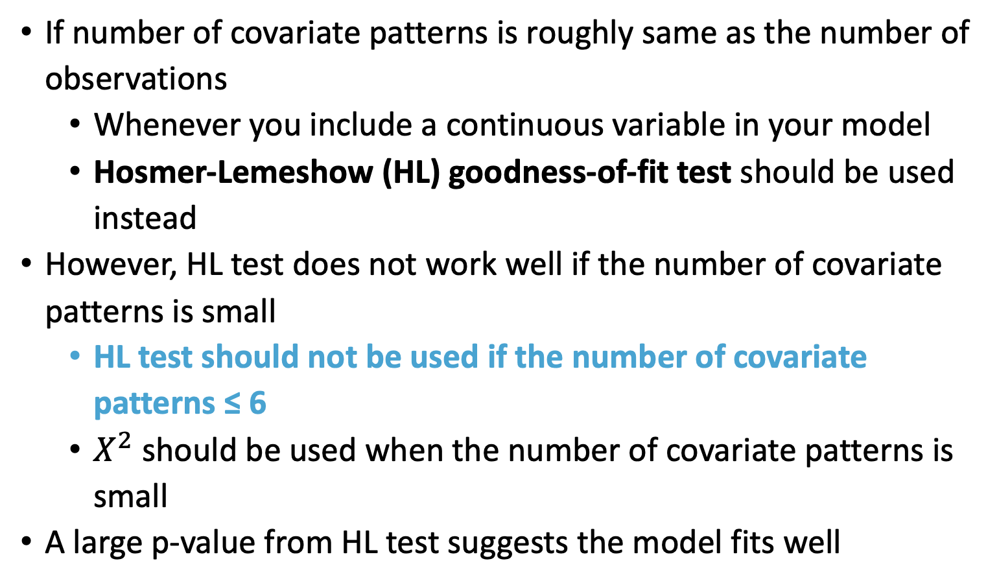 • If number of covariate patterns is roughly same as the number of
observations
• Whenever you include a continuous variable in your model
• Hosmer-Lemeshow (HL) goodness-of-fit test should be used
instead
• However, HL test does not work well if the number of covariate
patterns is small
• HL test should not be used if the number of covariate
patterns ≤ 6
• X² should be used when the number of covariate patterns is
small
• A large p-value from HL test suggests the model fits well